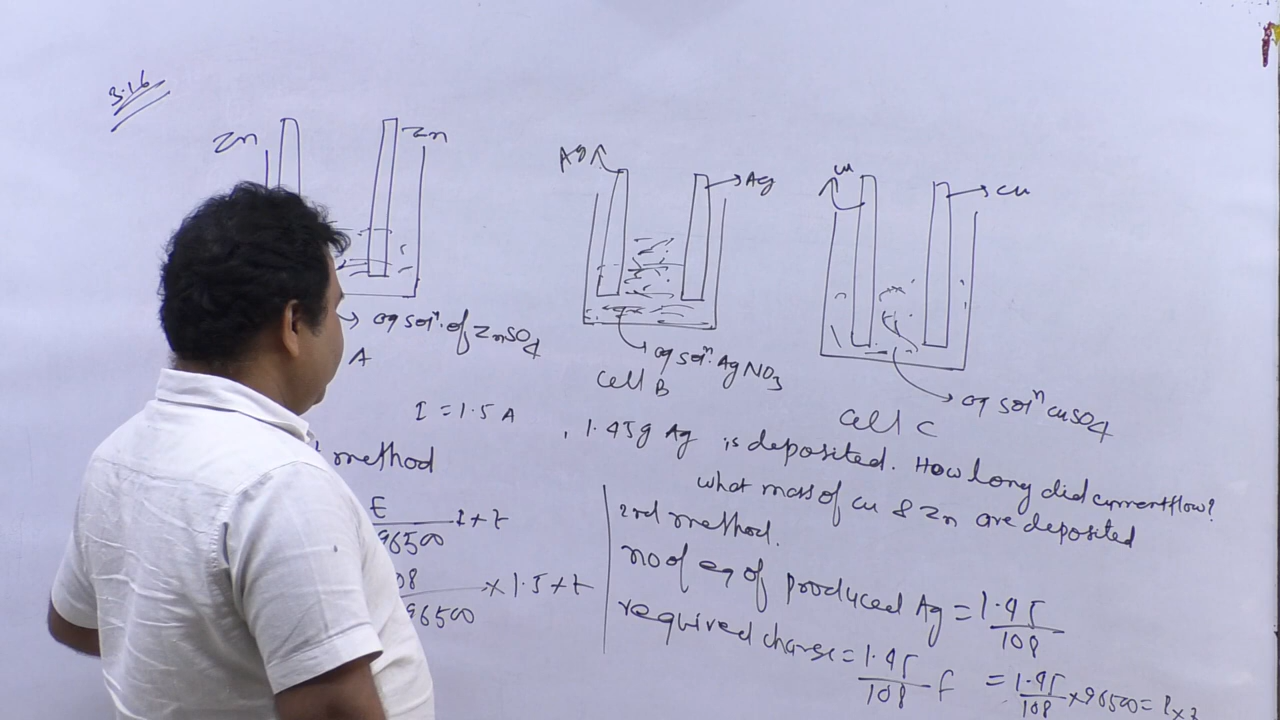 3.16
Zn Zn
Ag Ag
Cu Cu
aq solⁿ. of ZnSO4
A
aq solⁿ. AgNO3
Cell B
aq solⁿ CuSO4
Cell C
I = 1.5 A , 1.45g Ag is deposited. How long did current flow?
what mass of Cu & Zn are deposited
method
E I × t
96500
08 × 1.5 × t
96500
2nd method.
no of eq of produced Ag = 1.45
108
required charge = 1.45 F = 1.45 × 96500 =
108 108